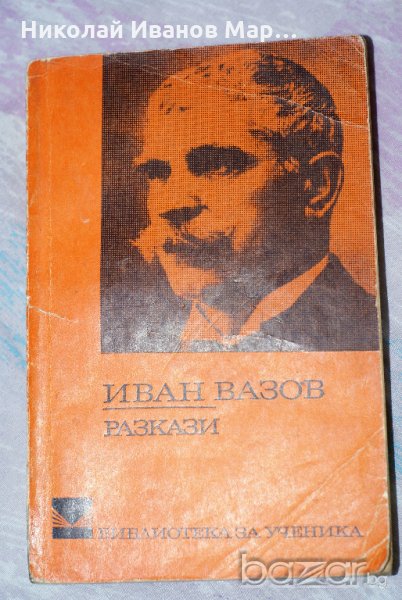 Николай Иванов Мар...
ИВАН ВАЗОВ
РАЗКАЗИ
БИБЛИОТЕКА ЗА УЧЕНИКА
bazar.bg